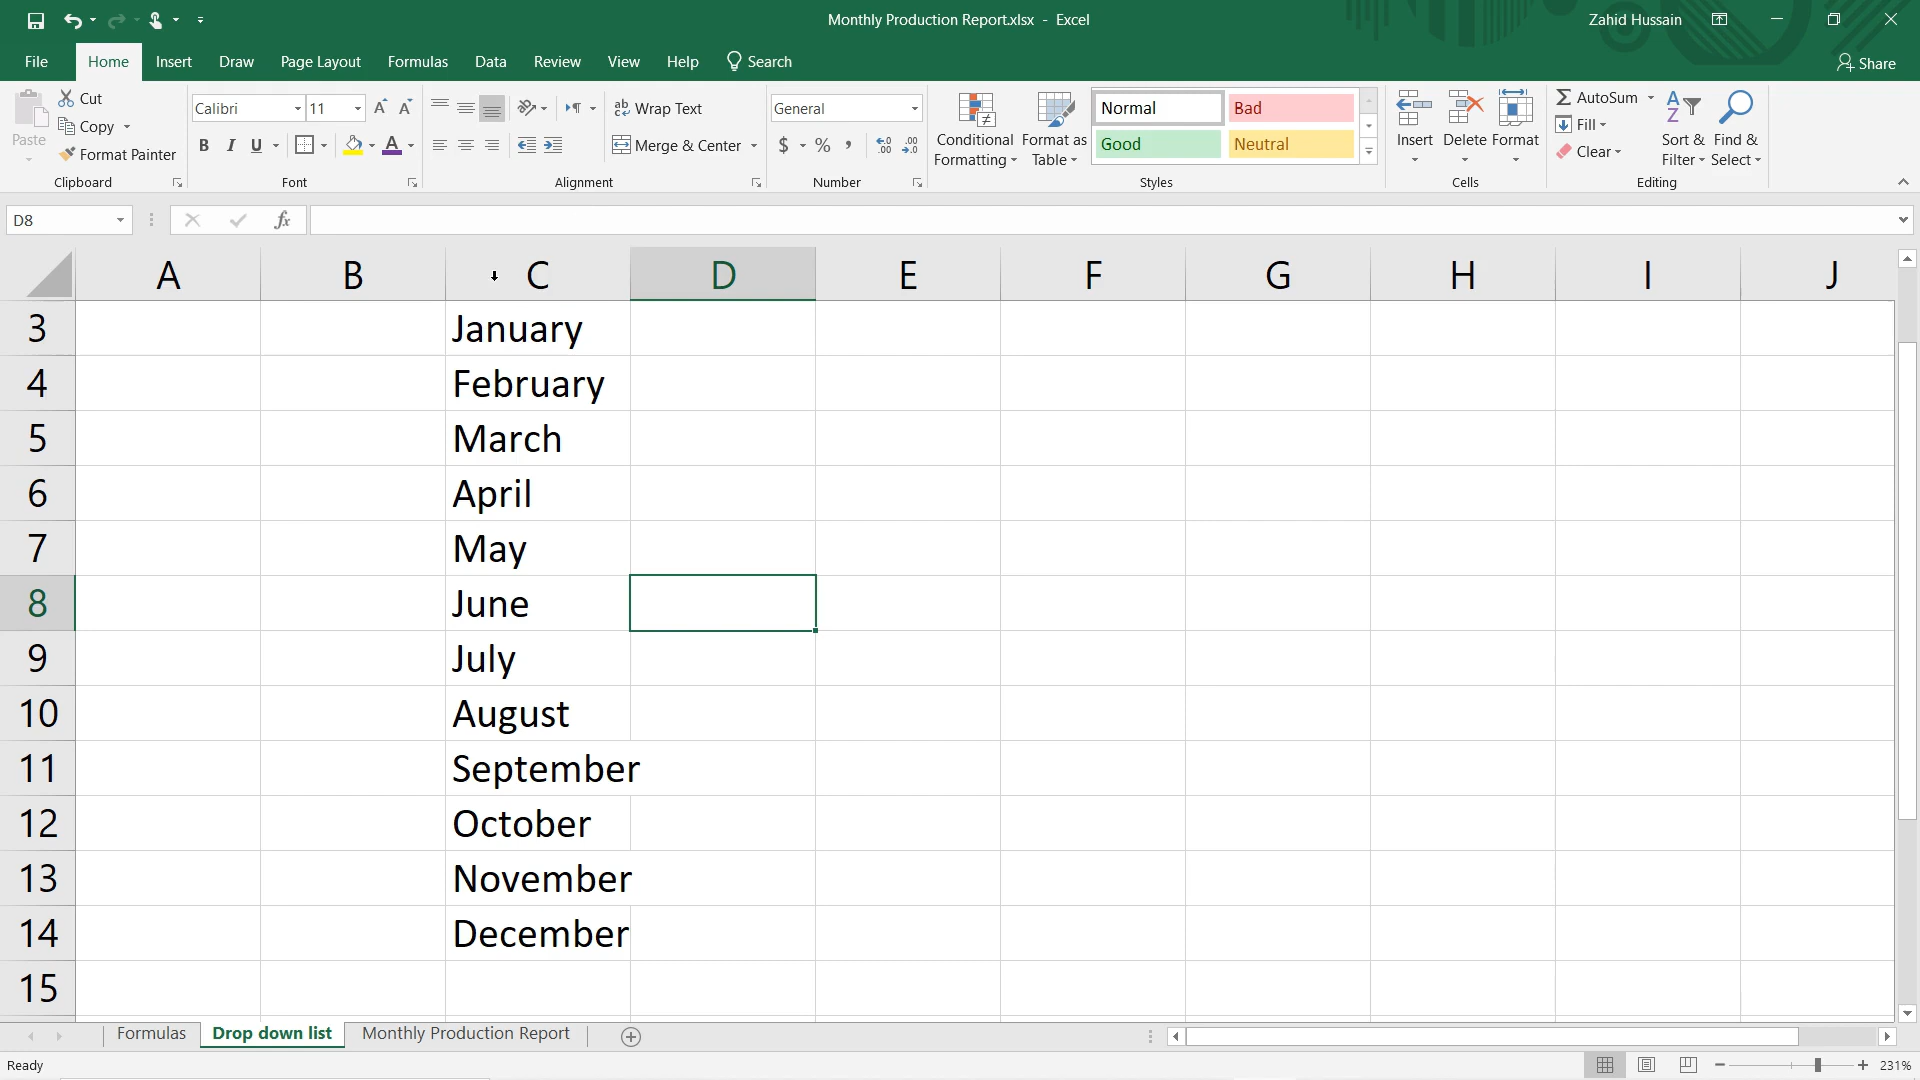 Monthly Production Report.xlsx - Excel
Zahid Hussain
File Home Insert Draw Page Layout Formulas Data Review View Help Search
Share
Paste
Cut
Copy
Format Painter
Clipboard
Calibri 11
B I U A
Font
ab Wrap Text
Merge & Center
Alignment
General
$ % ,
Number
Conditional Formatting
Format as Table
Normal Bad
Good Neutral
Styles
Insert Delete Format
Cells
AutoSum
Fill
Clear
Sort & Filter
Find & Select
Editing
D8 fx
A B C D E F G H I J
3 January
4 February
5 March
6 April
7 May
8 June
9 July
10 August
11 September
12 October
13 November
14 December
15
Formulas Drop down list Monthly Production Report
Ready
231%